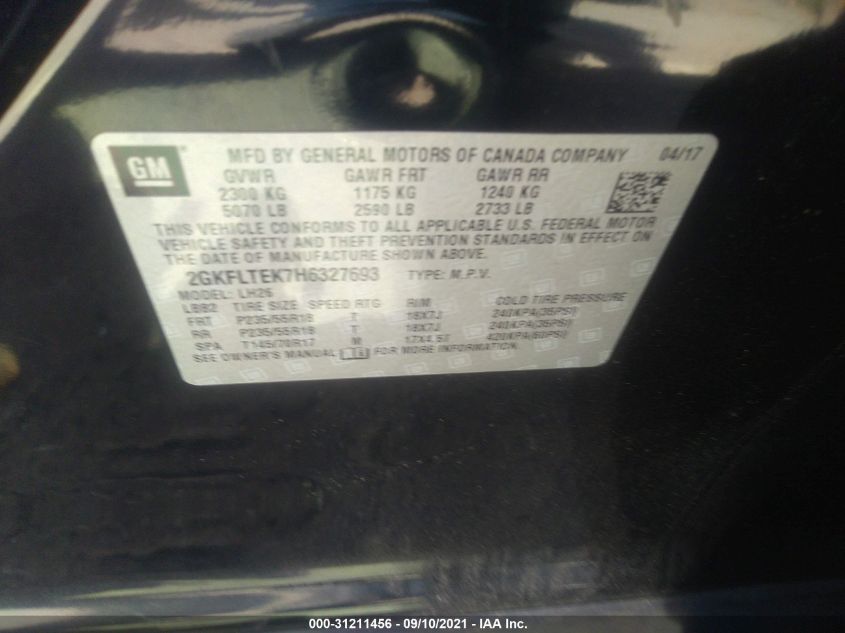 GM
MFD BY GENERAL MOTORS OF CANADA COMPANY 04/17
GVWR GAWR FRT GAWR RR
2300 KG 1175 KG 1240 KG
5070 LB 2590 LB 2733 LB
THIS VEHICLE CONFORMS TO ALL APPLICABLE U.S. FEDERAL MOTOR
VEHICLE SAFETY AND THEFT PREVENTION STANDARDS IN EFFECT ON
THE DATE OF MANUFACTURE SHOWN ABOVE.
2GKFLTEK7H6327693 TYPE: M.P.V.
MODEL: LH26
TIRE SIZE SPEED RTG RIM COLD TIRE PRESSURE
FRT P235/55R18 T 18X7J 240KPA(35PSI)
RR P235/55R18 T 18X7J 240KPA(35PSI)
SPA T145/70R17 M 420KPA(60PSI)
SEE OWNER'S MANUAL FOR MORE INFORMATION.
000-31211456 - 09/10/2021 - IAA Inc.